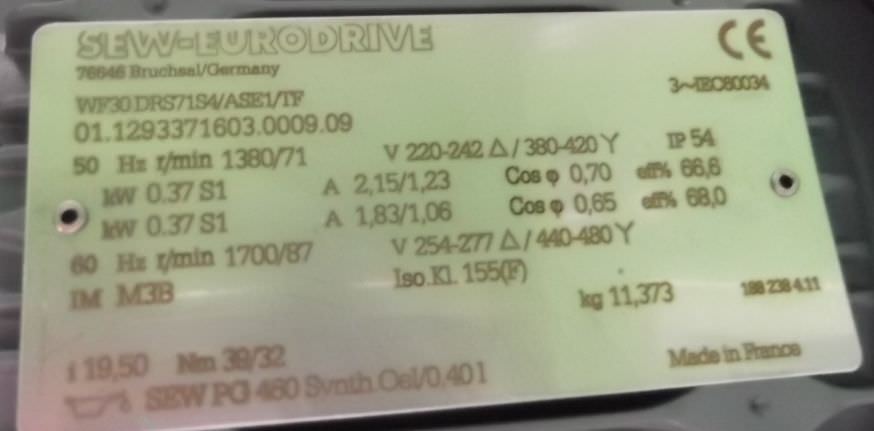 SEW-EURODRIVE CE
76646 Bruchsal/Germany
WF30 DRS71S4/ASE1/TF 3~IEC60034
01.1293371603.0009.09
50 Hz r/min 1380/71 V 220-242 Δ / 380-420 Y IP 54
kW 0.37 S1 A 2,15/1,23 Cos φ 0,70 eff% 66,6
kW 0.37 S1 A 1,83/1,06 Cos φ 0,65 eff% 68,0
60 Hz r/min 1700/87 V 254-277 Δ / 440-480 Y
IM M3B Iso.Kl. 155(F) kg 11,373 188 238 4.11
i 19,50 Nm 39/32 Made in France
SEW PG 460 Synth.Oel/0.40 l